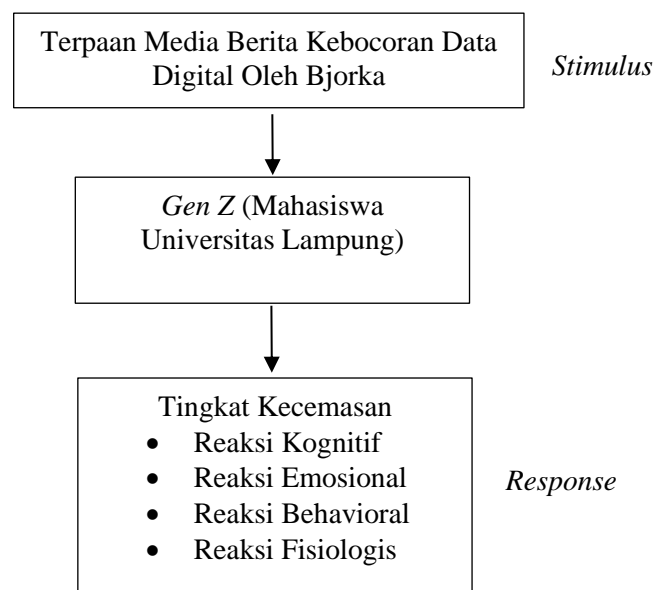 Terpaan Media Berita Kebocoran Data
Digital Oleh Bjorka
Stimulus
Gen Z (Mahasiswa
Universitas Lampung)
Tingkat Kecemasan
• Reaksi Kognitif
• Reaksi Emosional
• Reaksi Behavioral
• Reaksi Fisiologis
Response